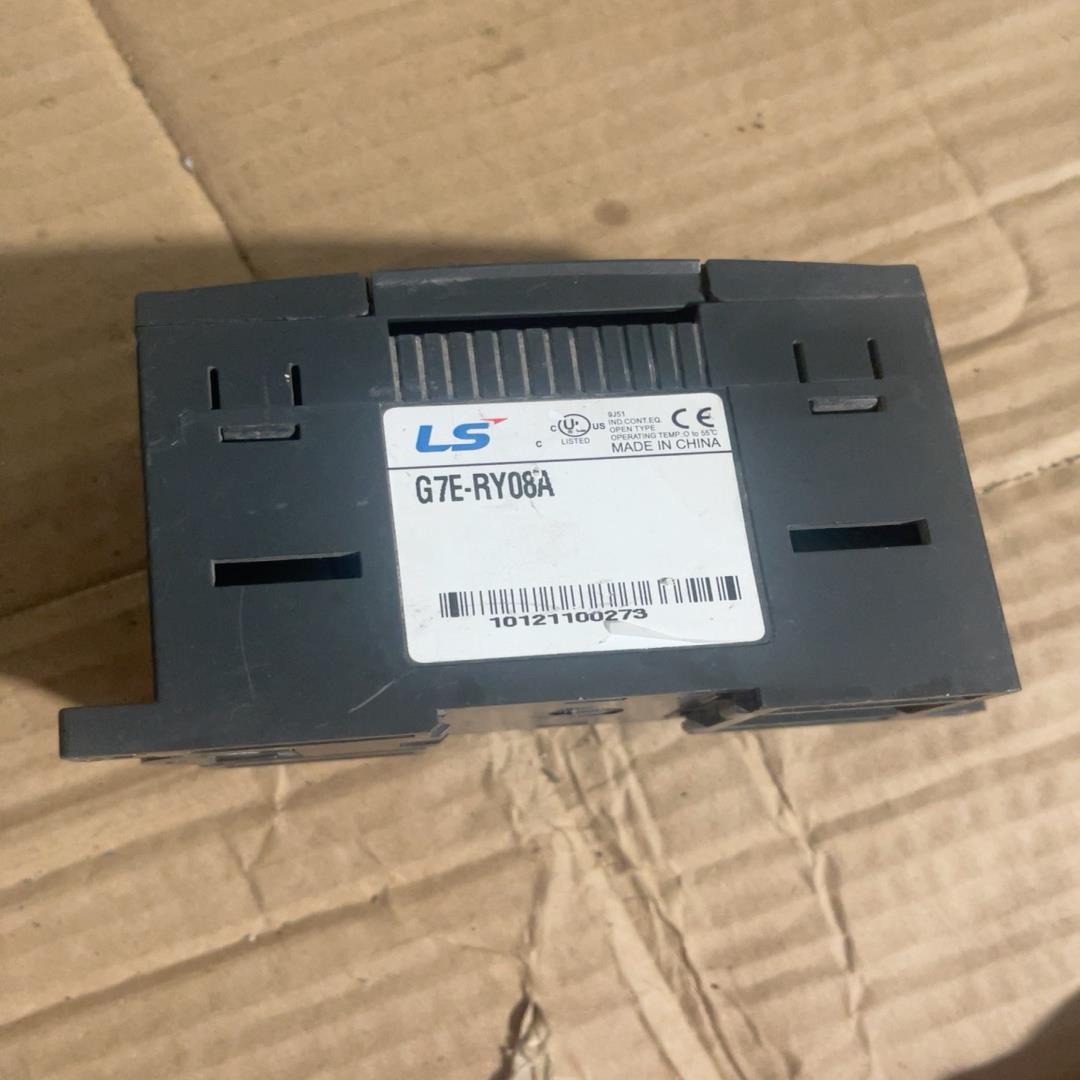 LS
C
C UL US
LISTED
9J51
IND.CONT.EQ.
OPEN TYPE
OPERATING TEMP.:O to 55℃
CE
MADE IN CHINA
G7E-RY08A
10121100273